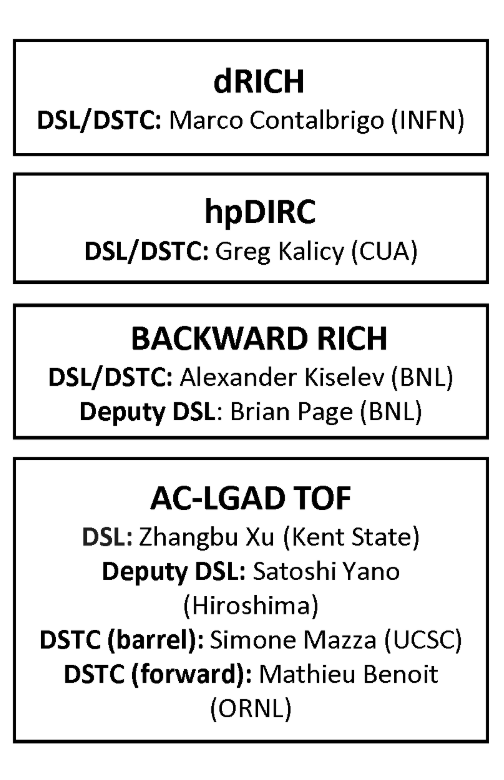 dRICH
DSL/DSTC: Marco Contalbrigo (INFN)
hpDIRC
DSL/DSTC: Greg Kalicy (CUA)
BACKWARD RICH
DSL/DSTC: Alexander Kiselev (BNL)
Deputy DSL: Brian Page (BNL)
AC-LGAD TOF
DSL: Zhangbu Xu (Kent State)
Deputy DSL: Satoshi Yano
(Hiroshima)
DSTC (barrel): Simone Mazza (UCSC)
DSTC (forward): Mathieu Benoit
(ORNL)